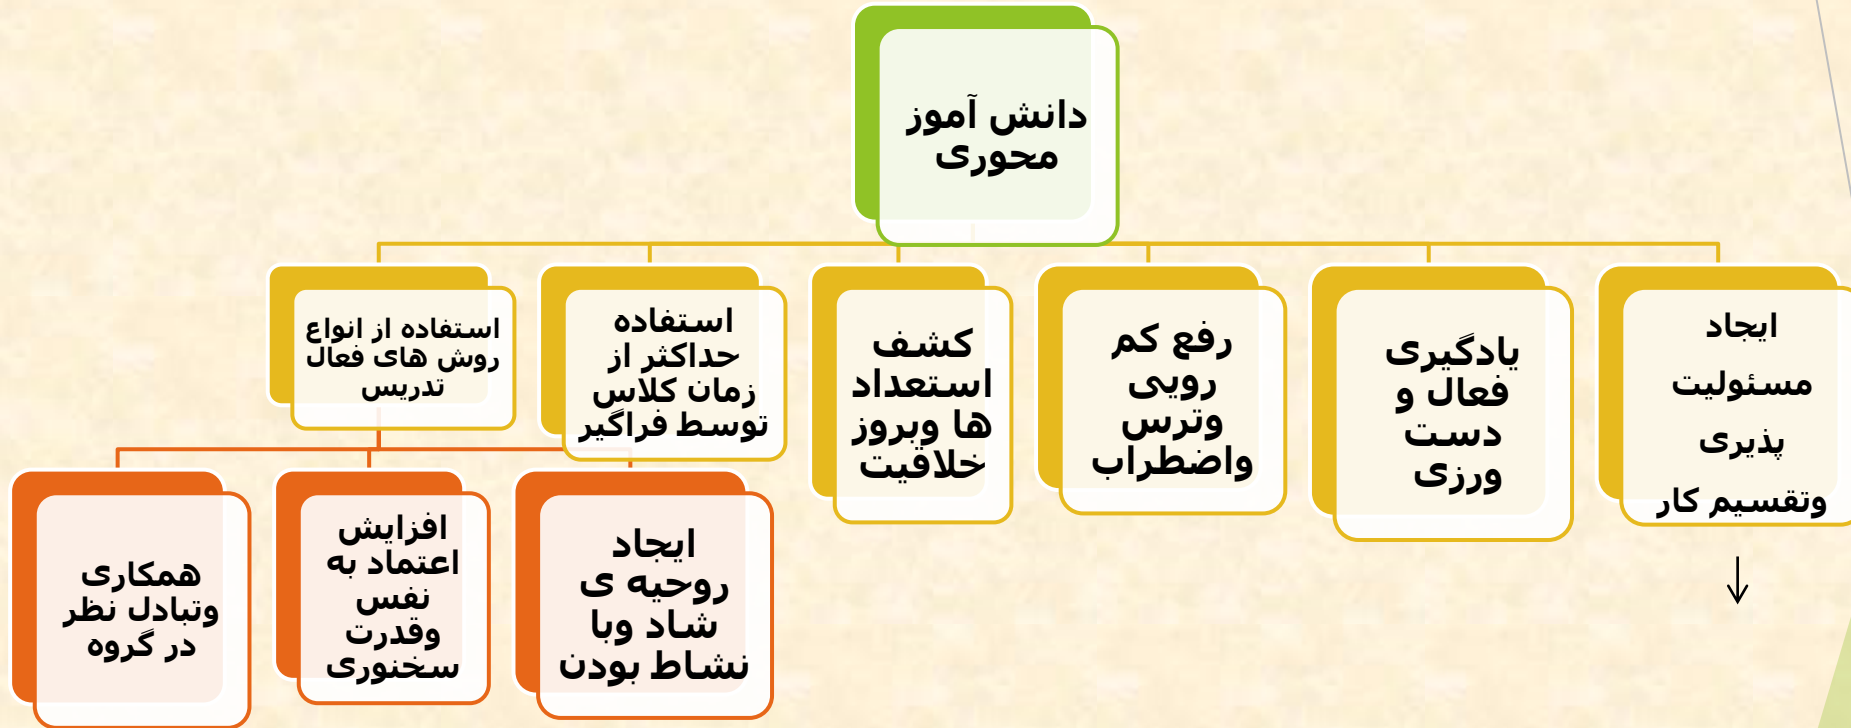 دانش آموز
محوری
ایجاد
مسئولیت
پذیری
وتقسیم کار
یادگیری
فعال و
دست
ورزی
رفع کم
رویی
وترس
واضطراب
کشف
استعداد
ها وبروز
خلاقیت
استفاده
حداکثر از
زمان کلاس
توسط فراگیر
استفاده از انواع
روش های فعال
تدریس
ایجاد
روحیه ی
شاد وبا
نشاط بودن
افزایش
اعتماد به
نفس
وقدرت
سخنوری
همکاری
وتبادل نظر
در گروه